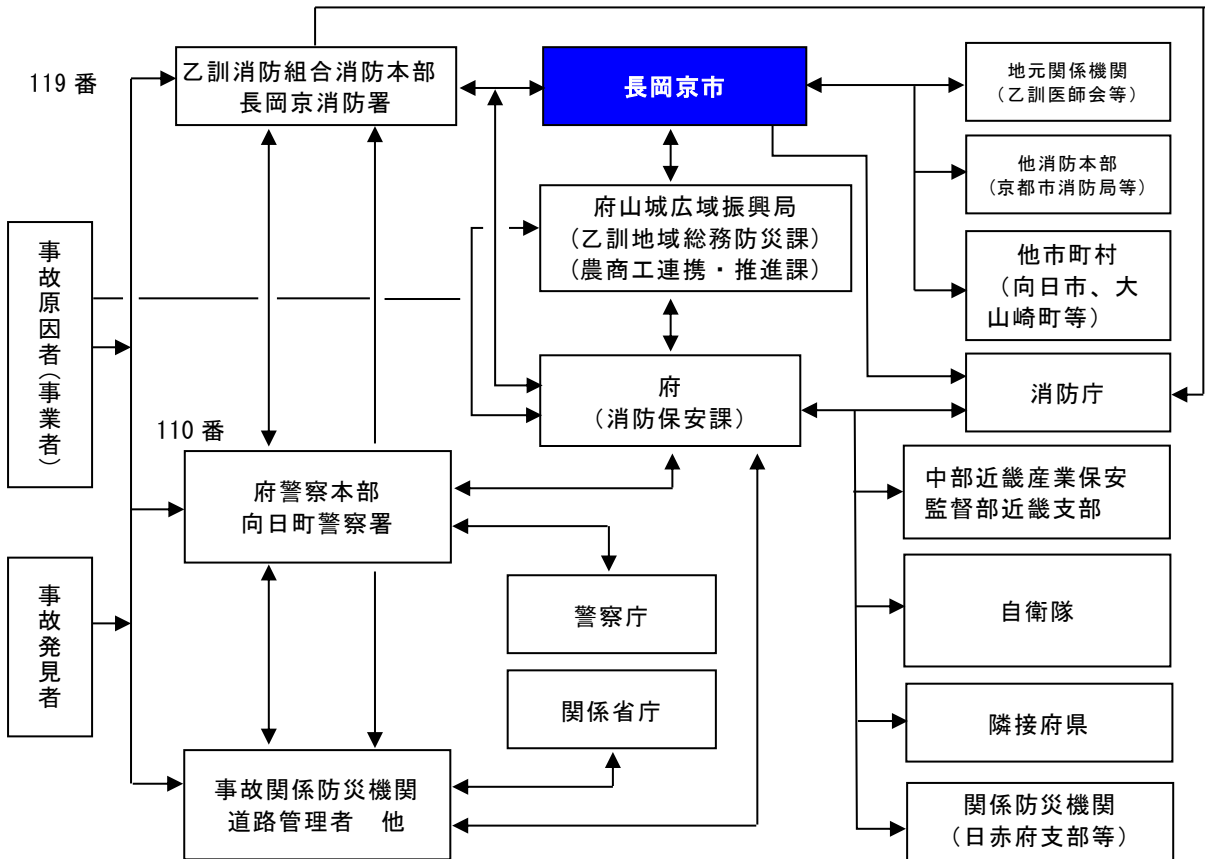 119 番
乙訓消防組合消防本部
長岡京消防署
長岡京市
地元関係機関
（乙訓医師会等）
他消防本部
（京都市消防局等）
府山城広域振興局
（乙訓地域総務防災課）
（農商工連携・推進課）
他市町村
（向日市、大
山崎町等）
事故原因者（事業者）
府
（消防保安課）
消防庁
110 番
府警察本部
向日町警察署
中部近畿産業保安
監督部近畿支部
事故発見者
警察庁
自衛隊
関係省庁
隣接府県
事故関係防災機関
道路管理者　他
関係防災機関
（日赤府支部等）